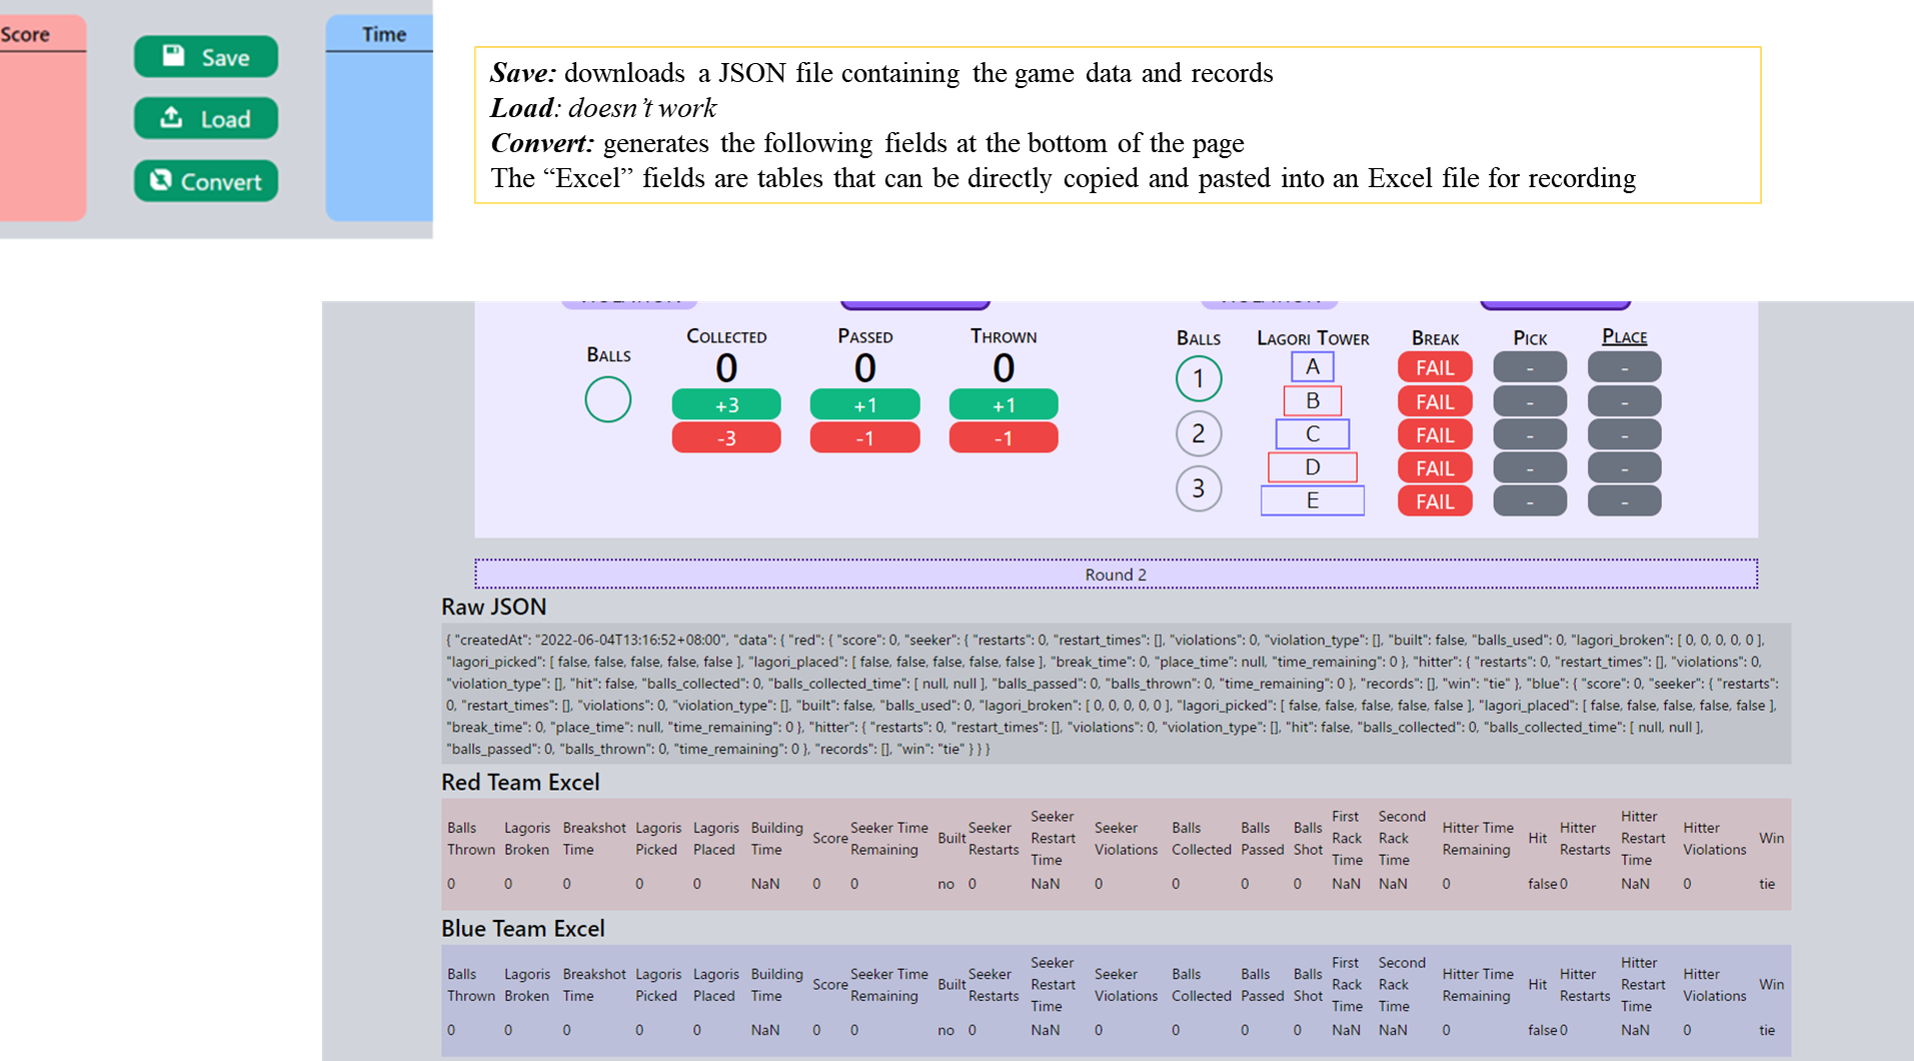 Score
Save
Load
Convert
Time
Save: downloads a JSON file containing the game data and records
Load: doesn't work
Convert: generates the following fields at the bottom of the page
The “Excel” fields are tables that can be directly copied and pasted into an Excel file for recording
Balls
Collected Passed Thrown
0 0 0
+3 +1 +1
-3 -1 -1
Balls Lagori Tower Break Pick Place
1
2
3
A FAIL - -
B FAIL - -
C FAIL - -
D FAIL - -
E FAIL - -
Round 2
Raw JSON
{ "createdAt": "2022-06-04T13:16:52+08:00", "data": { "red": { "score": 0, "seeker": { "restarts": 0, "restart_times": [], "violations": 0, "violation_type": [], "built": false, "balls_used": 0, "lagori_broken": [ 0, 0, 0, 0, 0 ],
"lagori_picked": [ false, false, false, false, false ], "lagori_placed": [ false, false, false, false, false ], "break_time": 0, "place_time": null, "time_remaining": 0 }, "hitter": { "restarts": 0, "restart_times": [], "violations": 0,
"violation_type": [], "hit": false, "balls_collected": 0, "balls_collected_time": [ null, null ], "balls_passed": 0, "balls_thrown": 0, "time_remaining": 0 }, "records": [], "win": "tie" }, "blue": { "score": 0, "seeker": { "restarts":
0, "restart_times": [], "violations": 0, "violation_type": [], "built": false, "balls_used": 0, "lagori_broken": [ 0, 0, 0, 0, 0 ], "lagori_picked": [ false, false, false, false, false ], "lagori_placed": [ false, false, false, false, false ],
"break_time": 0, "place_time": null, "time_remaining": 0 }, "hitter": { "restarts": 0, "restart_times": [], "violations": 0, "violation_type": [], "hit": false, "balls_collected": 0, "balls_collected_time": [ null, null ],
"balls_passed": 0, "balls_thrown": 0, "time_remaining": 0 }, "records": [], "win": "tie" } } }
Red Team Excel
Balls Thrown Lagoris Broken Breakshot Time Lagoris Picked Lagoris Placed Building Time Score Seeker Time Remaining Built Seeker Restarts Seeker Restart Time Seeker Violations Balls Collected Balls Passed Balls Shot First Rack Time Second Rack Time Hitter Time Remaining Hit Hitter Restarts Hitter Restart Time Hitter Violations Win
0 0 0 0 0 NaN 0 0 no 0 NaN 0 0 0 0 NaN NaN 0 false 0 NaN 0 tie
Blue Team Excel
Balls Thrown Lagoris Broken Breakshot Time Lagoris Picked Lagoris Placed Building Time Score Seeker Time Remaining Built Seeker Restarts Seeker Restart Time Seeker Violations Balls Collected Balls Passed Balls Shot First Rack Time Second Rack Time Hitter Time Remaining Hit Hitter Restarts Hitter Restart Time Hitter Violations Win
0 0 0 0 0 NaN 0 0 no 0 NaN 0 0 0 0 NaN NaN 0 false 0 NaN 0 tie